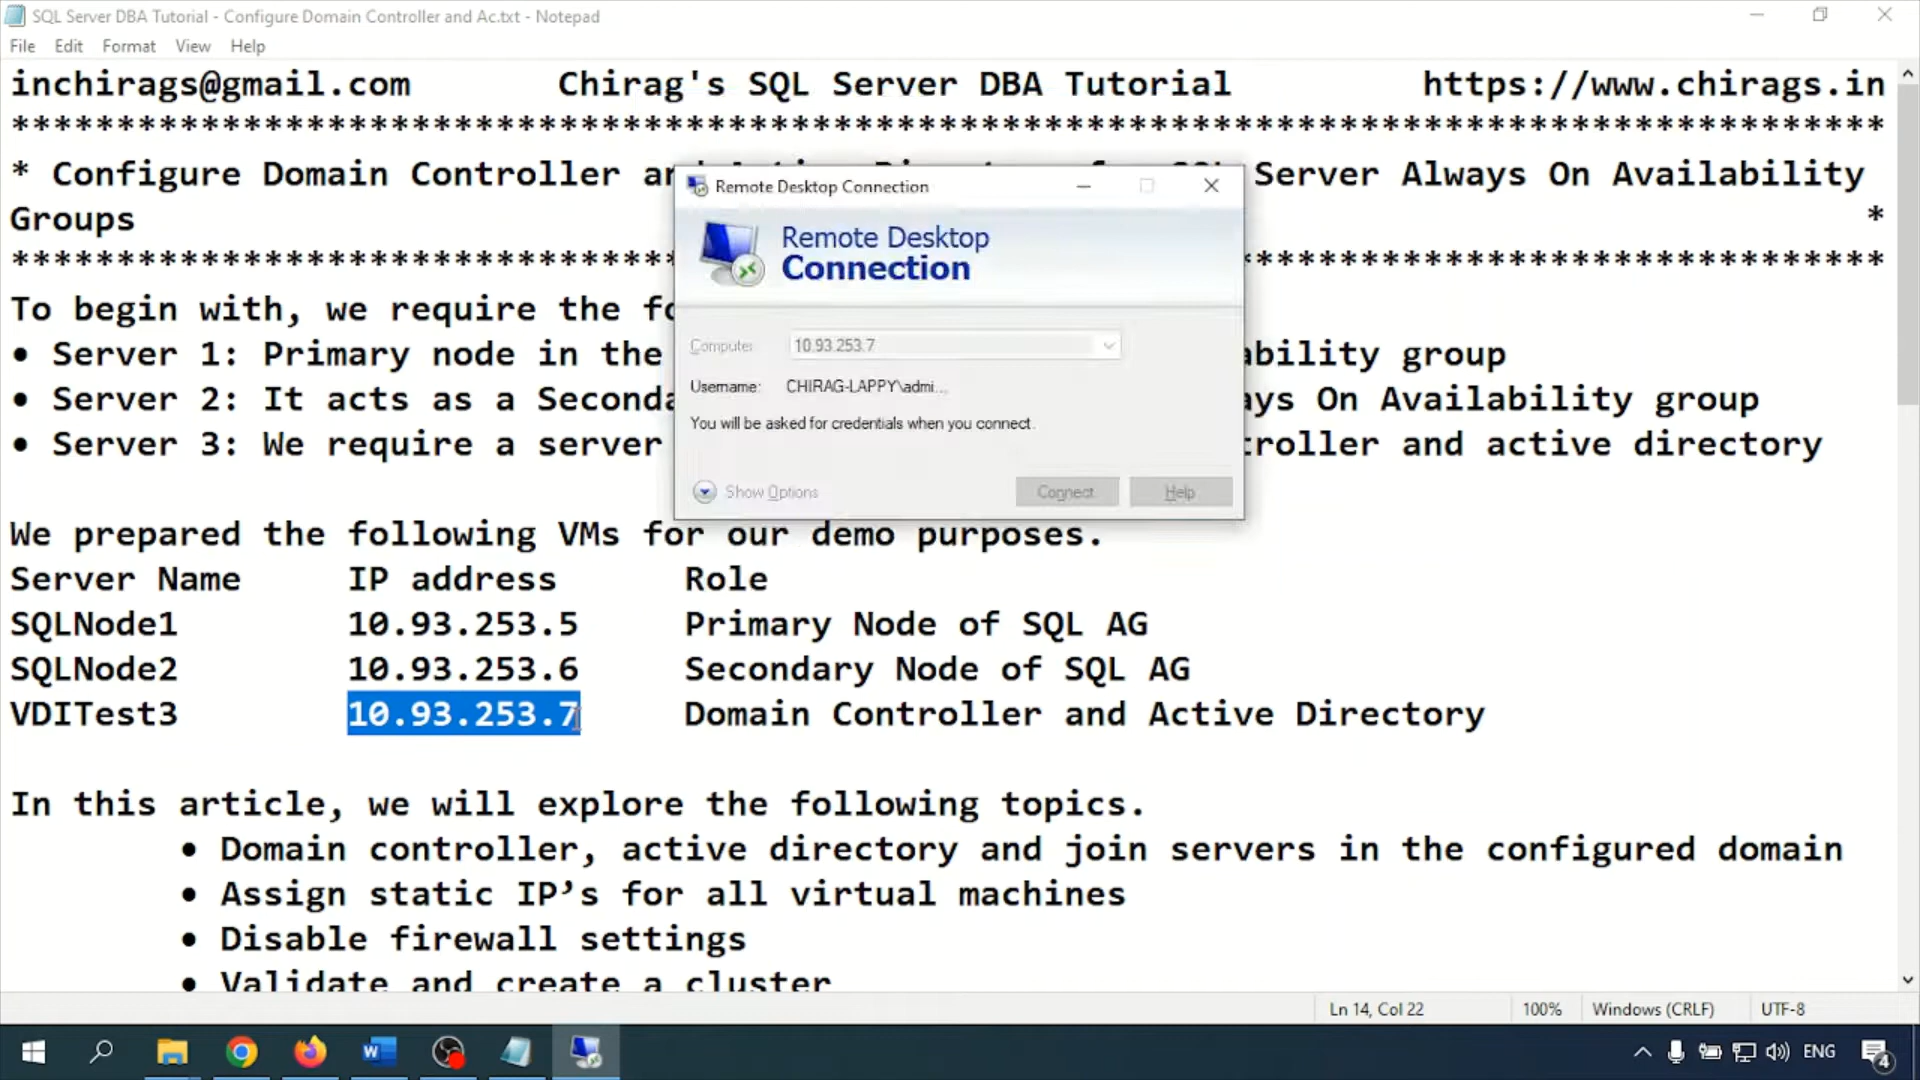 SQL Server DBA Tutorial - Configure Domain Controller and Ac.txt - Notepad
File Edit Format View Help
inchirags@gmail.com Chirag's SQL Server DBA Tutorial https://www.chirags.in
* Configure Domain Controller an Server Always On Availability
Groups *
To begin with, we require the fo
• Server 1: Primary node in the ability group
• Server 2: It acts as a Seconda ays On Availability group
• Server 3: We require a server troller and active directory
Remote Desktop Connection
Remote Desktop
Connection
Computer: 10.93.253.7
Username: CHIRAG-LAPPY\admi...
You will be asked for credentials when you connect.
Show Options Connect Help
We prepared the following VMs for our demo purposes.
Server Name IP address Role
SQLNode1 10.93.253.5 Primary Node of SQL AG
SQLNode2 10.93.253.6 Secondary Node of SQL AG
VDITest3 10.93.253.7 Domain Controller and Active Directory
In this article, we will explore the following topics.
• Domain controller, active directory and join servers in the configured domain
• Assign static IP’s for all virtual machines
• Disable firewall settings
• Validate and create a cluster
Ln 14, Col 22 100% Windows (CRLF) UTF-8
ENG 4